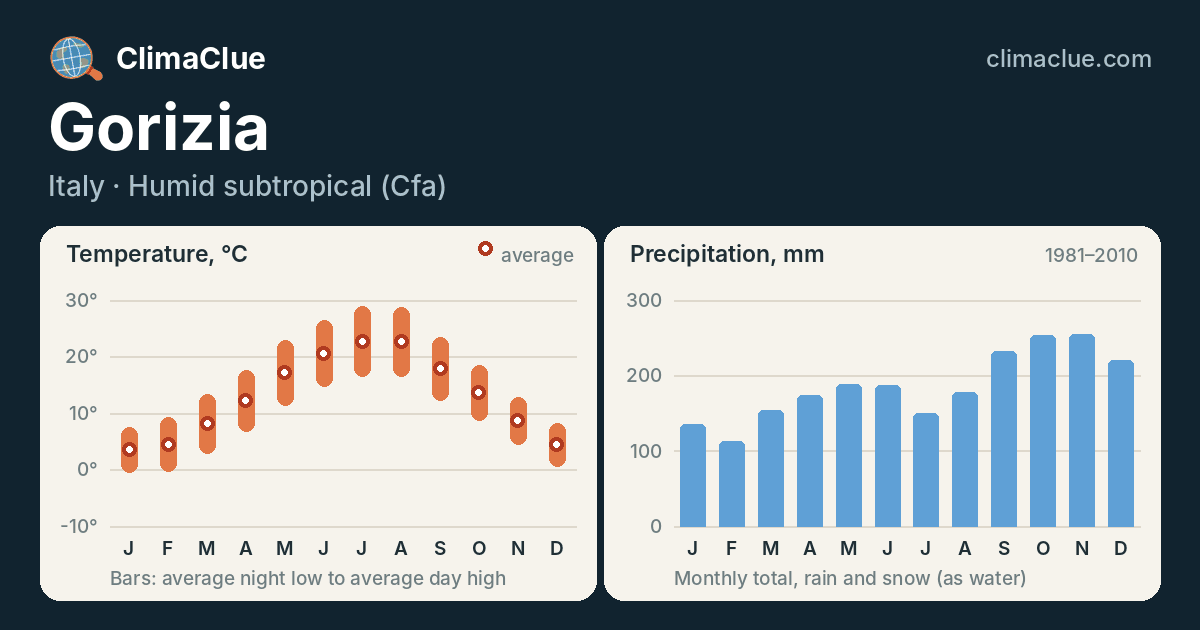 ClimaClue
climaclue.com
Gorizia
Italy · Humid subtropical (Cfa)
Temperature, °C
average
30°
20°
10°
0°
-10°
J F M A M J J A S O N D
Bars: average night low to average day high
Precipitation, mm
1981–2010
300
200
100
0
J F M A M J J A S O N D
Monthly total, rain and snow (as water)